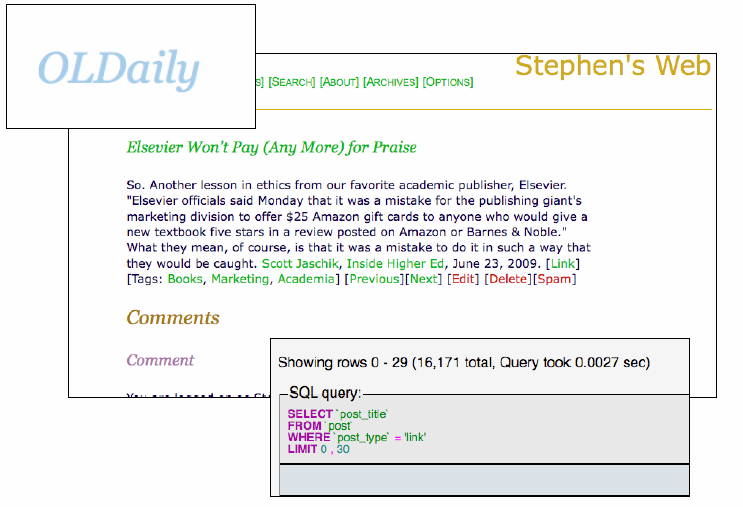 OLDaily
Stephen's Web
s] [SEARCH] [ABOUT] [ARCHIVES] [OPTIONS]
Elsevier Won't Pay (Any More) for Praise
So. Another lesson in ethics from our favorite academic publisher, Elsevier.
"Elsevier officials said Monday that it was a mistake for the publishing giant's
marketing division to offer $25 Amazon gift cards to anyone who would give a
new textbook five stars in a review posted on Amazon or Barnes & Noble."
What they mean, of course, is that it was a mistake to do it in such a way that
they would be caught. Scott Jaschik, Inside Higher Ed, June 23, 2009. [Link]
[Tags: Books, Marketing, Academia] [Previous][Next] [Edit] [Delete][Spam]
Comments
Comment
You are logged on as Ste
Showing rows 0 - 29 (16,171 total, Query took 0.0027 sec)
SQL query:
SELECT `post_title`
FROM `post`
WHERE `post_type` = 'link'
LIMIT 0 , 30